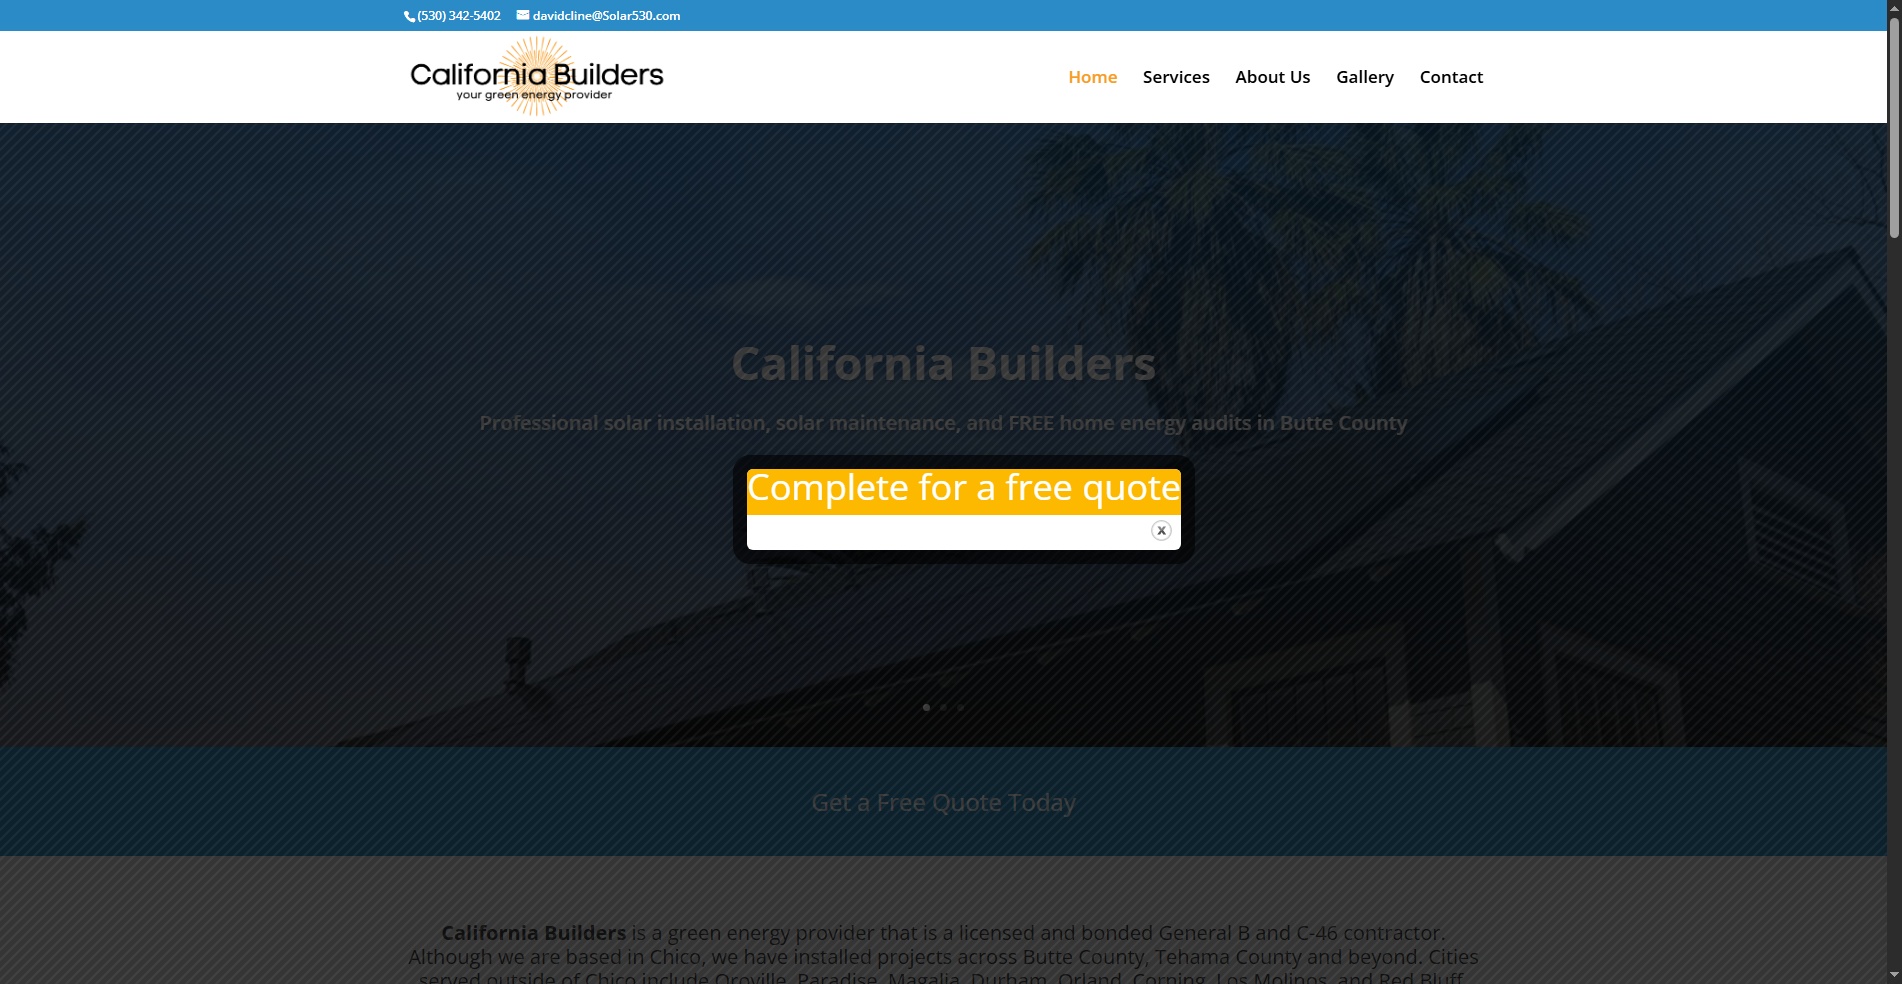 (530) 342-5402 davidcline@Solar530.com
California Builders
your green energy provider
Home Services About Us Gallery Contact
California Builders
Professional solar installation, solar maintenance, and FREE home energy audits in Butte County
Complete for a free quote
x
Get a Free Quote Today
California Builders is a green energy provider that is a licensed and bonded General B and C-46 contractor.
Although we are based in Chico, we have installed projects across Butte County, Tehama County and beyond. Cities
served outside of Chico include Oroville, Paradise, Magalia, Durham, Orland, Corning, Los Molinos, and Red Bluff.